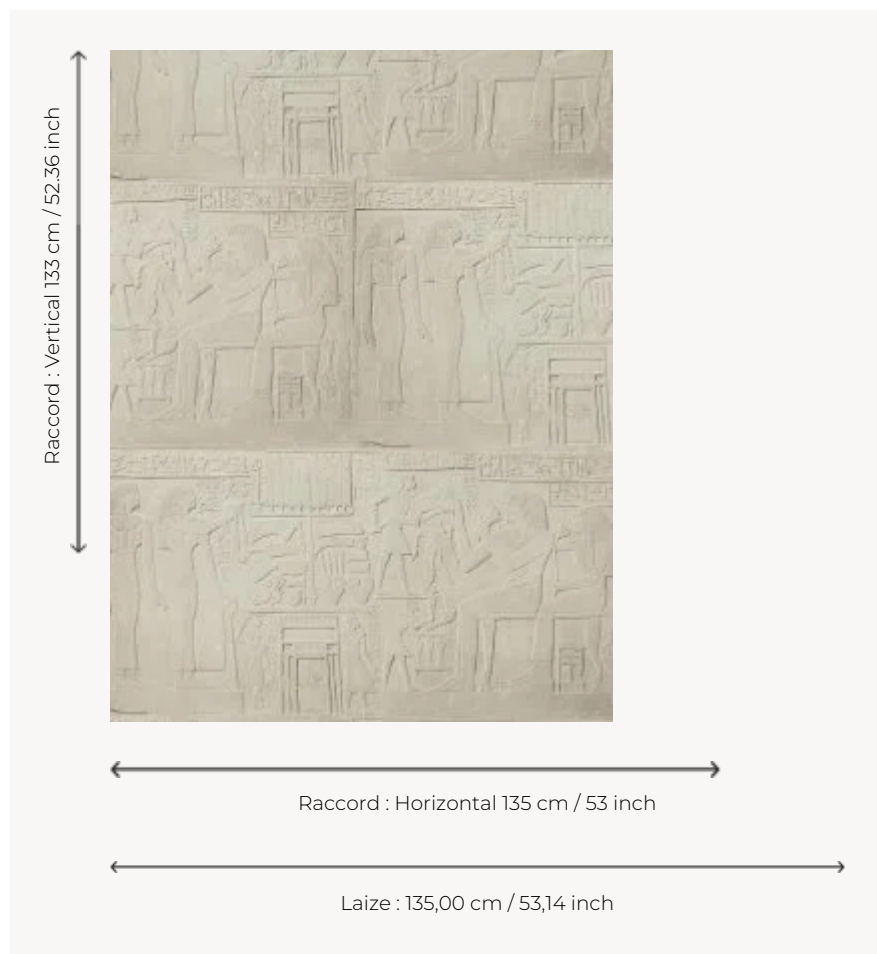 Raccord : Vertical 133 cm / 52.36 inch
Raccord : Horizontal 135 cm / 53 inch
Laize : 135,00 cm / 53,14 inch